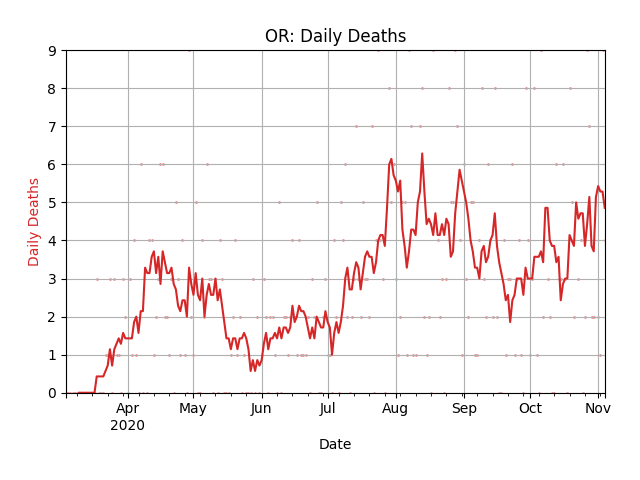 OR: Daily Deaths
9
8
7
6
5
4
3
2
1
0
Daily Deaths
Apr
2020
May
Jun
Jul
Aug
Sep
Oct
Nov
Date